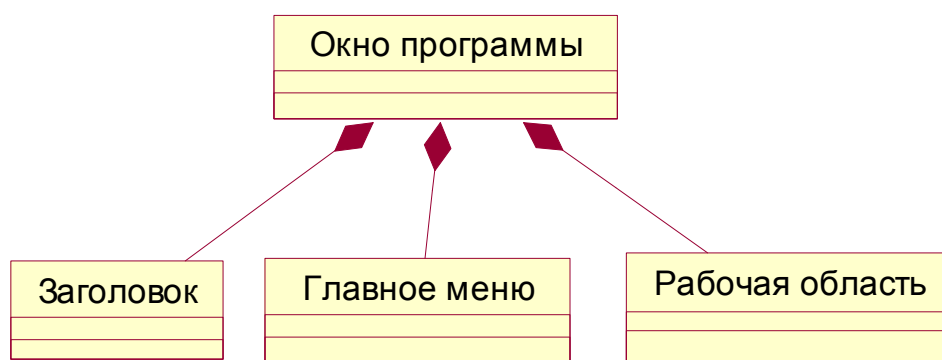 Окно программы
Заголовок
Главное меню
Рабочая область